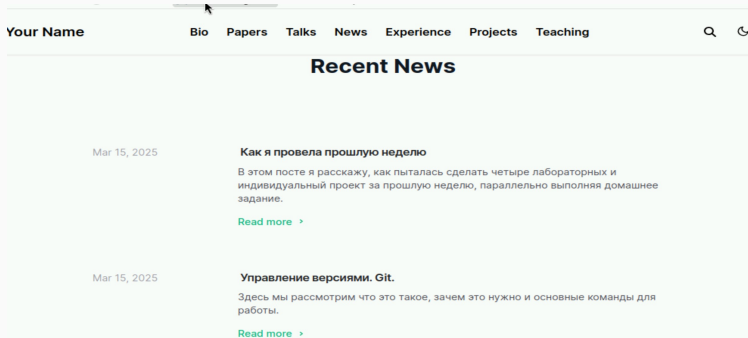 Your Name Bio Papers Talks News Experience Projects Teaching
Recent News
Mar 15, 2025 Как я провела прошлую неделю
В этом посте я расскажу, как пыталась сделать четыре лабораторных и
индивидуальный проект за прошлую неделю, параллельно выполняя домашнее
задание.
Read more ›
Mar 15, 2025 Управление версиями. Git.
Здесь мы рассмотрим что это такое, зачем это нужно и основные команды для
работы.
Read more ›